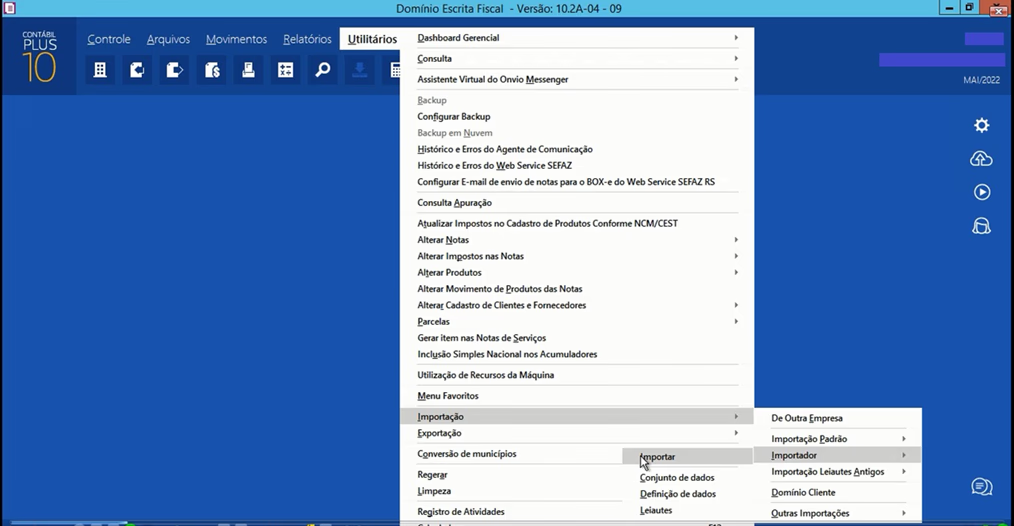 Domínio Escrita Fiscal - Versão: 10.2A-04 - 09
CONTÁBIL
PLUS
10
Controle Arquivos Movimentos Relatórios Utilitários
MAI/2022
Dashboard Gerencial
Consulta
Assistente Virtual do Onvio Messenger
Backup
Configurar Backup
Backup em Nuvem
Histórico e Erros do Agente de Comunicação
Histórico e Erros do Web Service SEFAZ
Configurar E-mail de envio de notas para o BOX-e do Web Service SEFAZ RS
Consulta Apuração
Atualizar Impostos no Cadastro de Produtos Conforme NCM/CEST
Alterar Notas
Alterar Impostos nas Notas
Alterar Produtos
Alterar Movimento de Produtos das Notas
Alterar Cadastro de Clientes e Fornecedores
Parcelas
Gerar item nas Notas de Serviços
Inclusão Simples Nacional nos Acumuladores
Utilização de Recursos da Máquina
Menu Favoritos
Importação
Exportação
Conversão de municípios
Regerar
Limpeza
Registro de Atividades
De Outra Empresa
Importação Padrão
Importador
Importação Leiautes Antigos
Domínio Cliente
Outras Importações
Importar
Conjunto de dados
Definição de dados
Leiautes